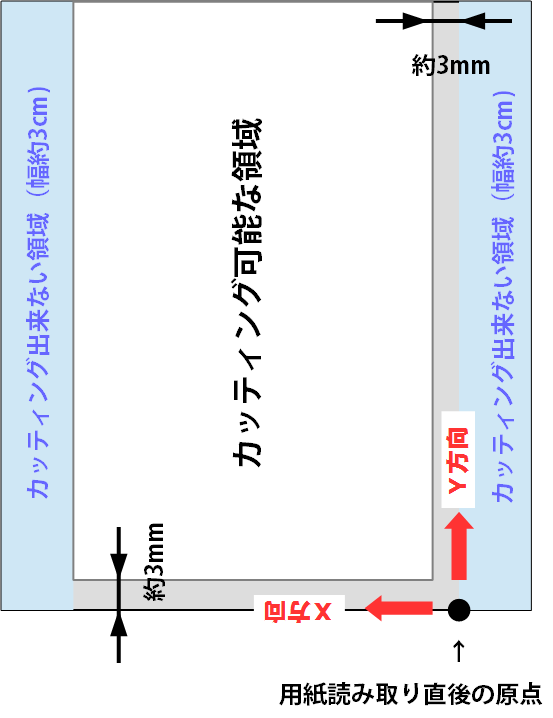 約3mm
カッティング出来ない領域（幅約3cm）
カッティング可能な領域
カッティング出来ない領域（幅約3cm）
Y方向
約3mm
X方向
↑
用紙読み取り直後の原点